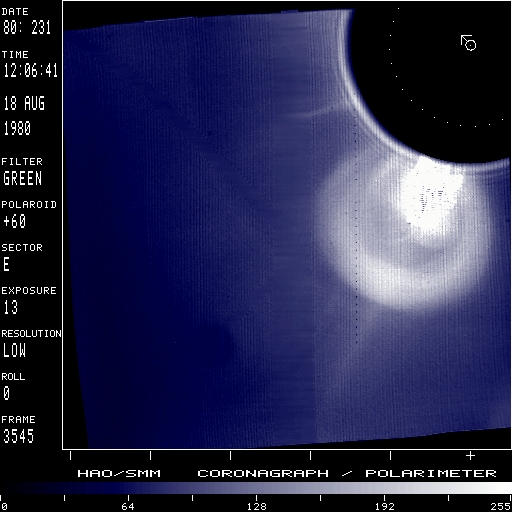 DATE
80: 231
TIME
12:06:41
18 AUG
1980
FILTER
GREEN
POLAROID
+60
SECTOR
E
EXPOSURE
13
RESOLUTION
LOW
ROLL
0
FRAME
3545
HAO/SMM CORONAGRAPH / POLARIMETER
0 64 128 192 255